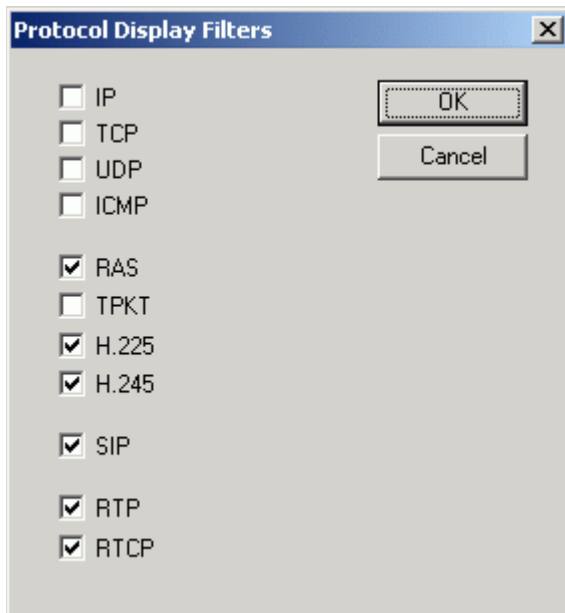 Protocol Display Filters
IP
TCP
UDP
ICMP
RAS
TPKT
H.225
H.245
SIP
RTP
RTCP
OK
Cancel